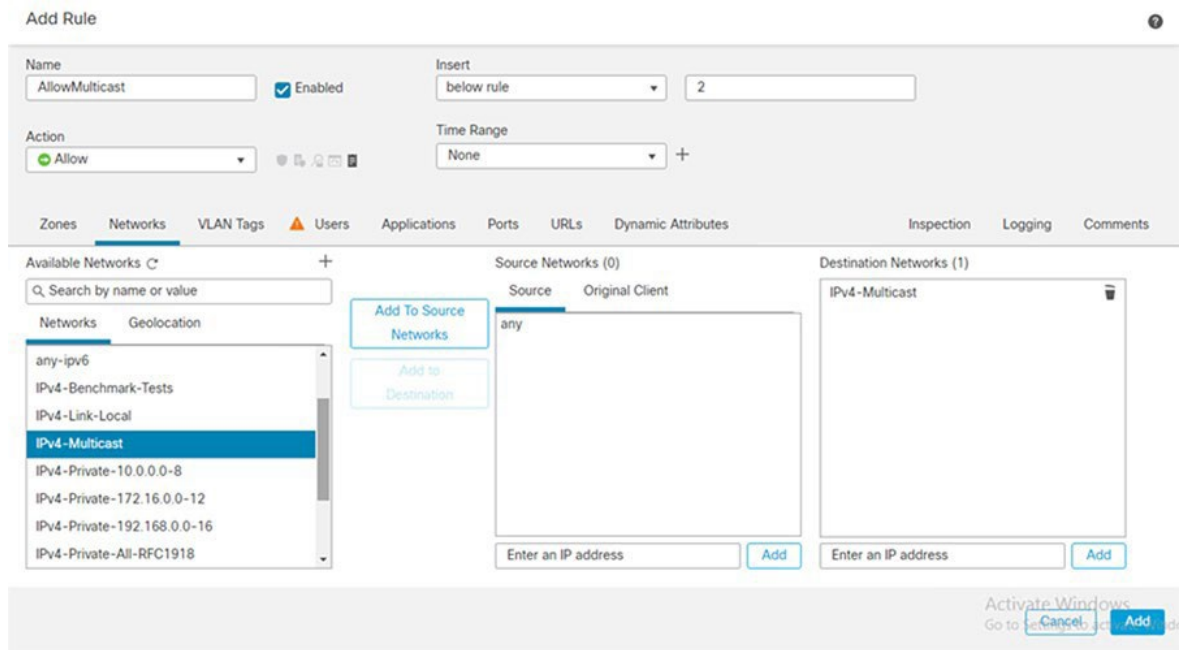 Add Rule
Name
Insert
AllowMulticast
Enabled
below rule
2
Action
Time Range
Allow
None
Zones
Networks
VLAN Tags
Users
Applications
Ports
URLs
Dynamic Attributes
Inspection
Logging
Comments
Available Networks
Source Networks (0)
Destination Networks (1)
Search by name or value
Source
Original Client
IPv4-Multicast
Networks
Geolocation
Add To Source
Networks
any
any-ipv6
IPv4-Benchmark-Tests
Add to
Destination
IPv4-Link-Local
IPv4-Multicast
IPv4-Private-10.0.0.0-8
IPv4-Private-172.16.0.0-12
IPv4-Private-192.168.0.0-16
IPv4-Private-All-RFC1918
Enter an IP address
Add
Enter an IP address
Add
Activate Windows
Go to Settings to
Cancel
Add